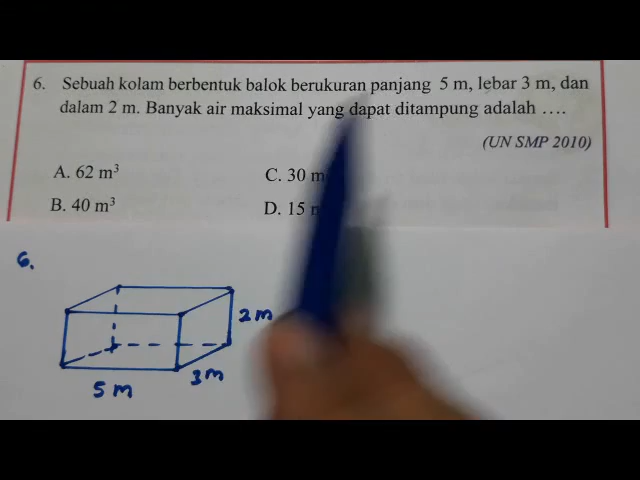 6. Sebuah kolam berbentuk balok berukuran panjang 5 m, lebar 3 m, dan
dalam 2 m. Banyak air maksimal yang dapat ditampung adalah ....
(UN SMP 2010)
A. 62 m³ C. 30 m
B. 40 m³ D. 15
6.
2m
3m
5 m